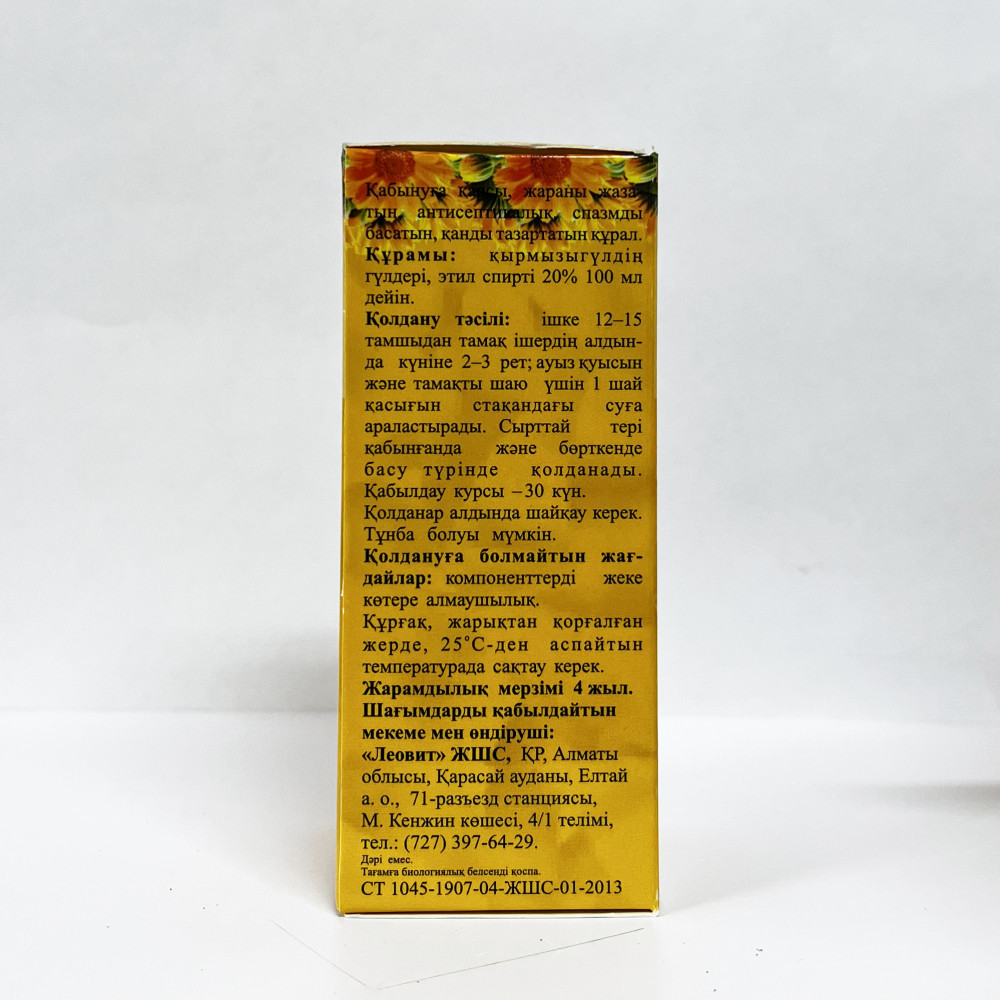 Қабынуға қарсы, жараны жаза-
тын антисептикалық, спазмды
басатын, қанды тазартатын құрал.
Құрамы: қырмызыгүлдің
гүлдері, этил спирті 20% 100 мл
дейін.
Қолдану тәсілі: ішке 12–15
тамшыдан тамақ ішердің алдын-
да күніне 2–3 рет; ауыз қуысын
және тамақты шаю үшін 1 шай
қасығын стақандағы суға
араластырады. Сырттай тері
қабынғанда және бөрткенде
басу түрінде қолданады.
Қабылдау курсы – 30 күн.
Қолданар алдында шайқау керек.
Тұнба болуы мүмкін.
Қолдануға болмайтын жағ-
дайлар: компоненттерді жеке
көтере алмаушылық.
Құрғақ, жарықтан қорғалған
жерде, 25˚С-ден аспайтын
температурада сақтау керек.
Жарамдылық мерзімі 4 жыл.
Шағымдарды қабылдайтын
мекеме мен өндіруші:
«Леовит» ЖШС, ҚР, Алматы
облысы, Қарасай ауданы, Елтай
а. о., 71-разъезд станциясы,
М. Кенжин көшесі, 4/1 телімі,
тел.: (727) 397-64-29.
Дәрі емес.
Тағамға биологиялық белсенді қоспа.
СТ 1045-1907-04-ЖШС-01-2013